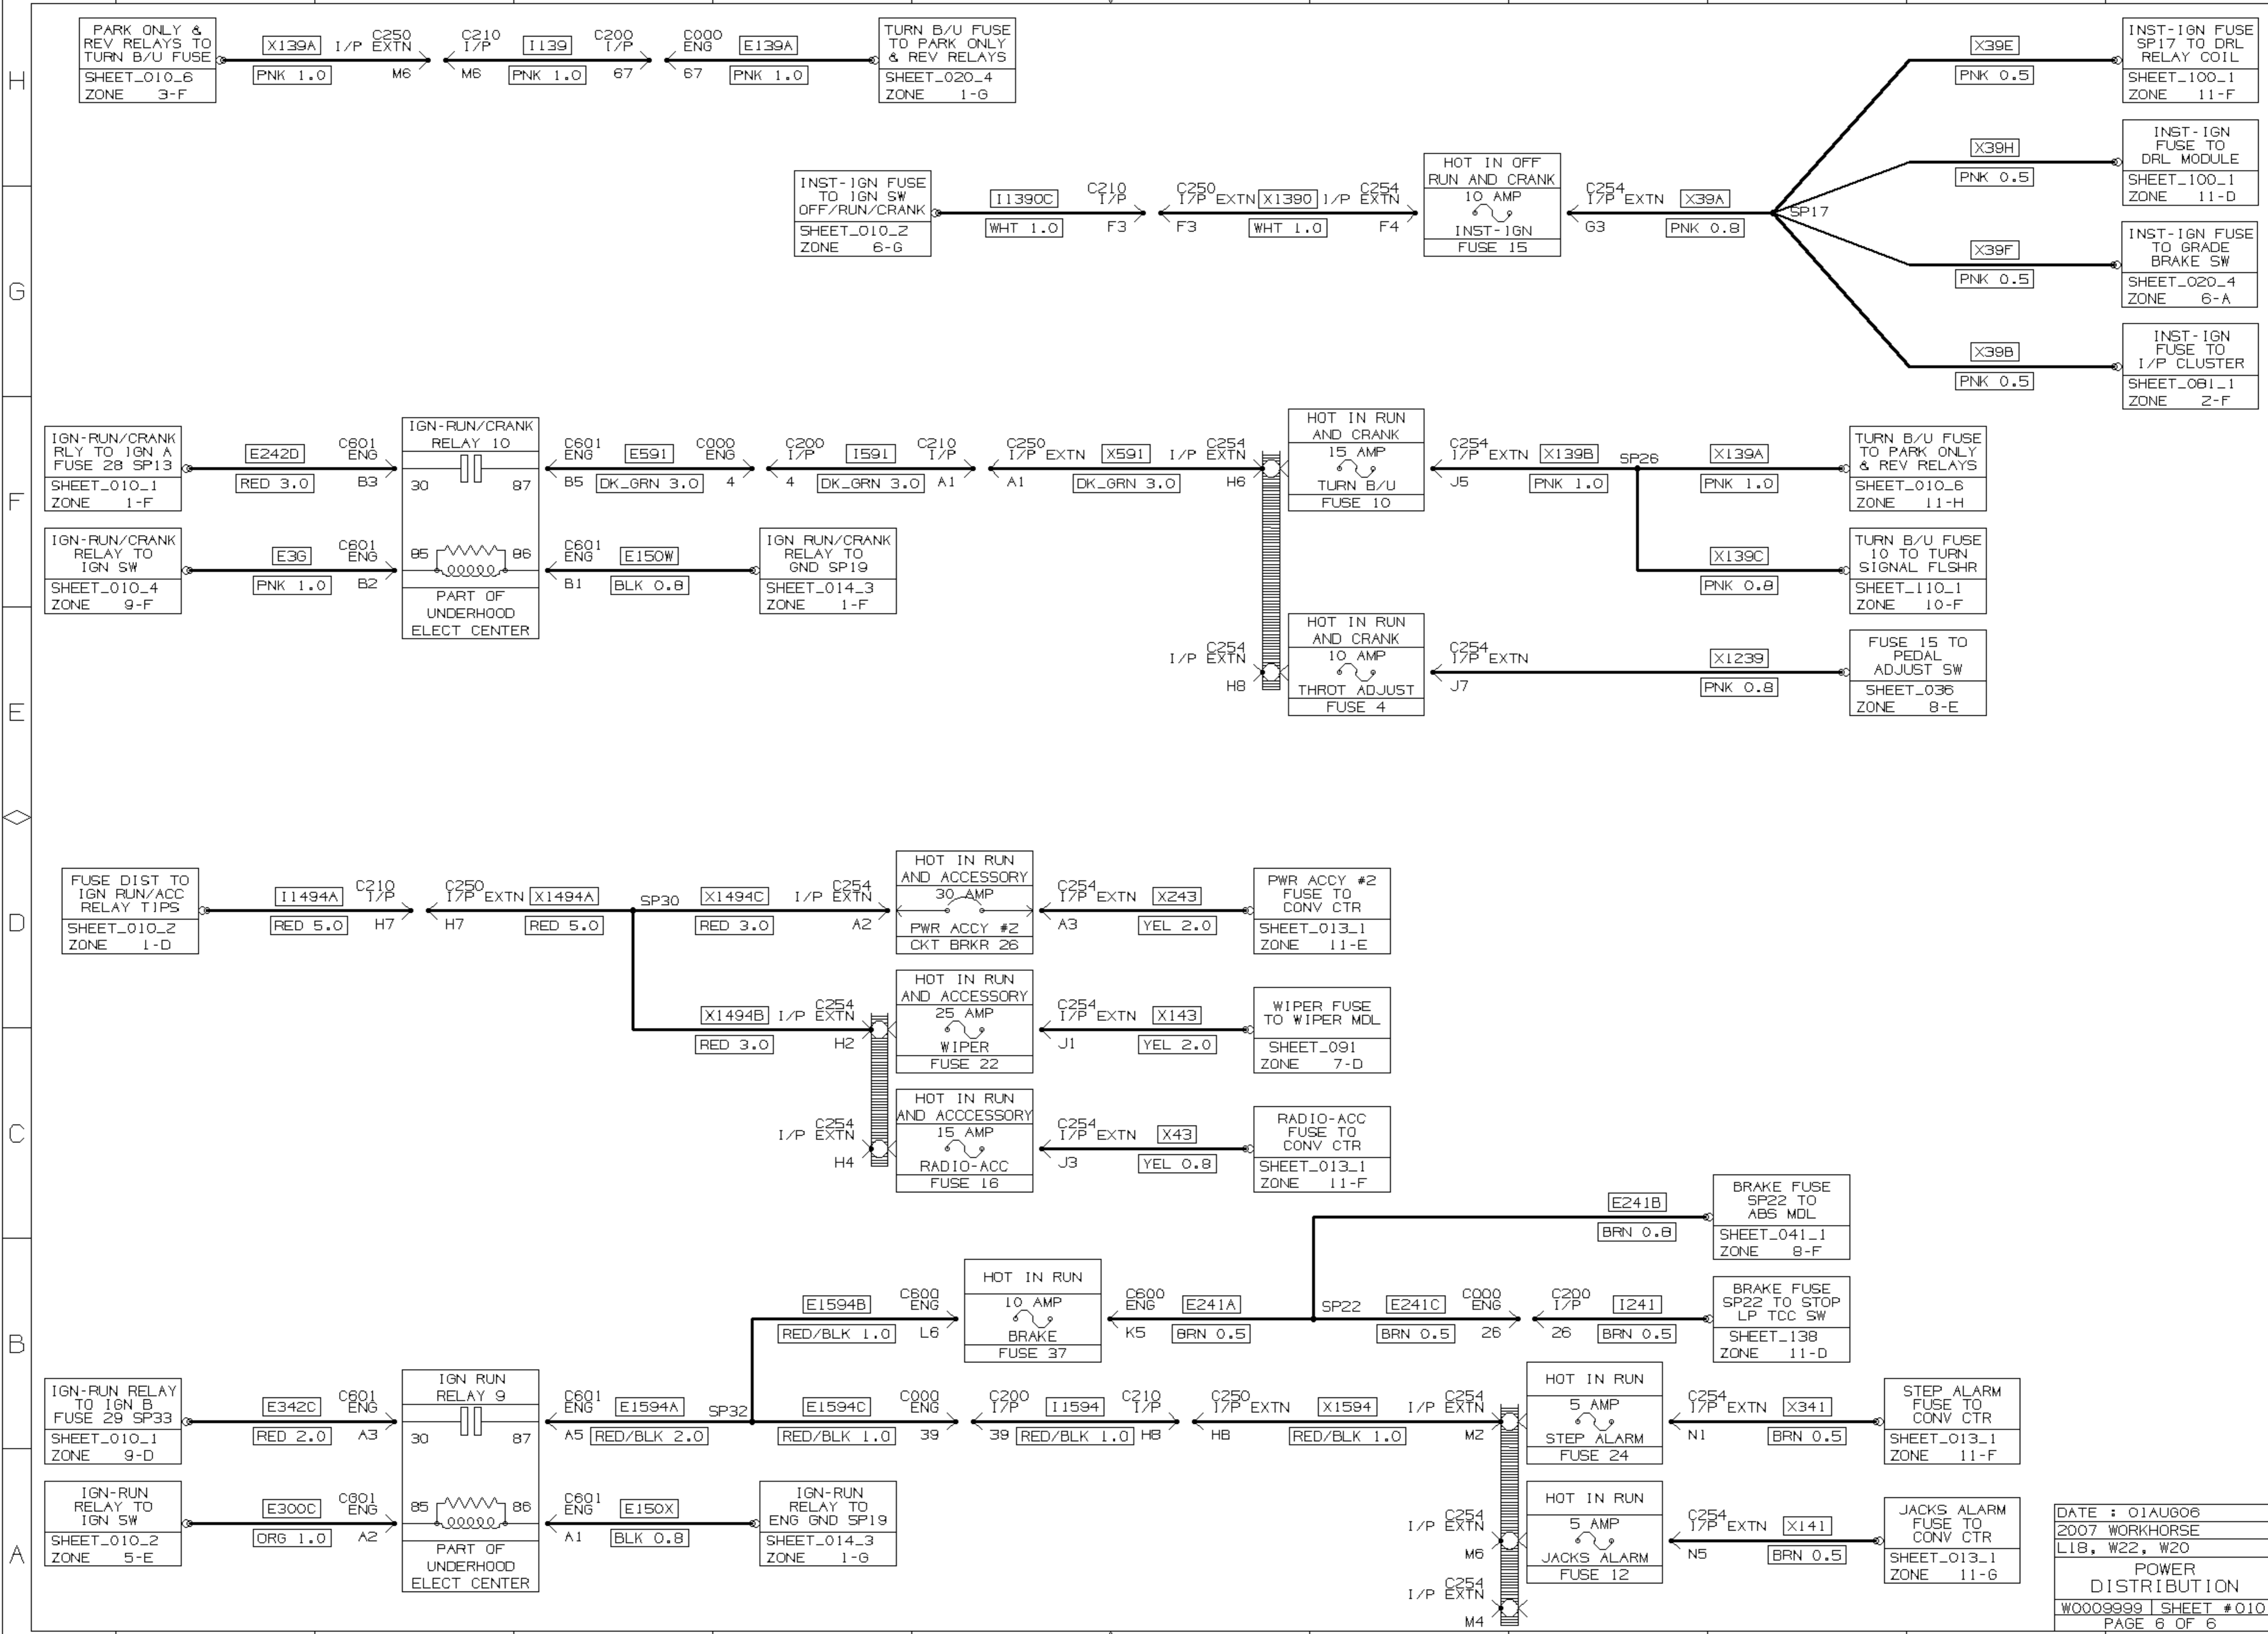 H
G
F
E
D
C
B
A
PARK ONLY &
REV RELAYS TO
TURN B/U FUSE
SHEET_010_6
ZONE 3-F
X139A
PNK 1.0
C250
I/P EXTN
M6
C210
I/P
M6
I139
PNK 1.0
C200
I/P
67
C000
ENG
67
E139A
PNK 1.0
TURN B/U FUSE
TO PARK ONLY
& REV RELAYS
SHEET_020_4
ZONE 1-G
INST-IGN FUSE
TO IGN SW
OFF/RUN/CRANK
SHEET_010_2
ZONE 6-G
I1390C
WHT 1.0
C210
I/P
F3
C250
I/P EXTN
F3
X1390
WHT 1.0
C254
I/P EXTN
F4
HOT IN OFF
RUN AND CRANK
10 AMP
INST-IGN
FUSE 15
C254
I/P EXTN
G3
X39A
PNK 0.8
SP17
X39E
PNK 0.5
INST-IGN FUSE
SP17 TO DRL
RELAY COIL
SHEET_100_1
ZONE 11-F
X39H
PNK 0.5
INST-IGN
FUSE TO
DRL MODULE
SHEET_100_1
ZONE 11-D
X39F
PNK 0.5
INST-IGN FUSE
TO GRADE
BRAKE SW
SHEET_020_4
ZONE 6-A
X39B
PNK 0.5
INST-IGN
FUSE TO
I/P CLUSTER
SHEET_081_1
ZONE 2-F
IGN-RUN/CRANK
RLY TO IGN A
FUSE 28 SP13
SHEET_010_1
ZONE 1-F
E242D
RED 3.0
C601
ENG
B3
IGN-RUN/CRANK
RELAY 10
30 87
85 86
PART OF
UNDERHOOD
ELECT CENTER
C601
ENG
B5
E591
DK_GRN 3.0
C000
ENG
4
C200
I/P
4
I591
DK_GRN 3.0
C210
I/P
A1
C250
I/P EXTN
A1
X591
DK_GRN 3.0
C254
I/P EXTN
H6
HOT IN RUN
AND CRANK
15 AMP
TURN B/U
FUSE 10
C254
I/P EXTN
J5
X139B
PNK 1.0
SP26
X139A
PNK 1.0
TURN B/U FUSE
TO PARK ONLY
& REV RELAYS
SHEET_010_6
ZONE 11-H
X139C
PNK 0.8
TURN B/U FUSE
10 TO TURN
SIGNAL FLSHR
SHEET_110_1
ZONE 10-F
IGN-RUN/CRANK
RELAY TO
IGN SW
SHEET_010_4
ZONE 9-F
E3G
PNK 1.0
C601
ENG
B2
C601
ENG
B1
E150W
BLK 0.8
IGN RUN/CRANK
RELAY TO
GND SP19
SHEET_014_3
ZONE 1-F
C254
I/P EXTN
H8
HOT IN RUN
AND CRANK
10 AMP
THROT ADJUST
FUSE 4
C254
I/P EXTN
J7
X1239
PNK 0.8
FUSE 15 TO
PEDAL
ADJUST SW
SHEET_036
ZONE 8-E
FUSE DIST TO
IGN RUN/ACC
RELAY TIPS
SHEET_010_2
ZONE 1-D
I1494A
RED 5.0
C210
I/P
H7
C250
I/P EXTN
H7
X1494A
RED 5.0
SP30
X1494C
RED 3.0
C254
I/P EXTN
A2
HOT IN RUN
AND ACCESSORY
30 AMP
PWR ACCY #2
CKT BRKR 26
C254
I/P EXTN
A3
X243
YEL 2.0
PWR ACCY #2
FUSE TO
CONV CTR
SHEET_013_1
ZONE 11-E
X1494B
RED 3.0
C254
I/P EXTN
H2
HOT IN RUN
AND ACCESSORY
25 AMP
WIPER
FUSE 22
C254
I/P EXTN
J1
X143
YEL 2.0
WIPER FUSE
TO WIPER MDL
SHEET_091
ZONE 7-D
C254
I/P EXTN
H4
HOT IN RUN
AND ACCCESSORY
15 AMP
RADIO-ACC
FUSE 16
C254
I/P EXTN
J3
X43
YEL 0.8
RADIO-ACC
FUSE TO
CONV CTR
SHEET_013_1
ZONE 11-F
E241B
BRN 0.8
BRAKE FUSE
SP22 TO
ABS MDL
SHEET_041_1
ZONE 8-F
E1594B
RED/BLK 1.0
C600
ENG
L6
HOT IN RUN
10 AMP
BRAKE
FUSE 37
C600
ENG
K5
E241A
BRN 0.5
SP22
E241C
BRN 0.5
C000
ENG
26
C200
I/P
26
I241
BRN 0.5
BRAKE FUSE
SP22 TO STOP
LP TCC SW
SHEET_138
ZONE 11-D
IGN-RUN RELAY
TO IGN B
FUSE 29 SP33
SHEET_010_1
ZONE 9-D
E342C
RED 2.0
C601
ENG
A3
IGN RUN
RELAY 9
30 87
85 86
PART OF
UNDERHOOD
ELECT CENTER
C601
ENG
A5
E1594A
RED/BLK 2.0
SP32
E1594C
RED/BLK 1.0
C000
ENG
39
C200
I/P
39
I1594
RED/BLK 1.0
C210
I/P
H8
C250
I/P EXTN
H8
X1594
RED/BLK 1.0
C254
I/P EXTN
M2
HOT IN RUN
5 AMP
STEP ALARM
FUSE 24
C254
I/P EXTN
N1
X341
BRN 0.5
STEP ALARM
FUSE TO
CONV CTR
SHEET_013_1
ZONE 11-F
IGN-RUN
RELAY TO
IGN SW
SHEET_010_2
ZONE 5-E
E300C
ORG 1.0
C601
ENG
A2
C601
ENG
A1
E150X
BLK 0.8
IGN-RUN
RELAY TO
ENG GND SP19
SHEET_014_3
ZONE 1-G
C254
I/P EXTN
M6
HOT IN RUN
5 AMP
JACKS ALARM
FUSE 12
C254
I/P EXTN
N5
X141
BRN 0.5
JACKS ALARM
FUSE TO
CONV CTR
SHEET_013_1
ZONE 11-G
C254
I/P EXTN
M4
DATE : 01AUG06
2007 WORKHORSE
L18, W22, W20
POWER
DISTRIBUTION
W0009999 SHEET #010
PAGE 6 OF 6